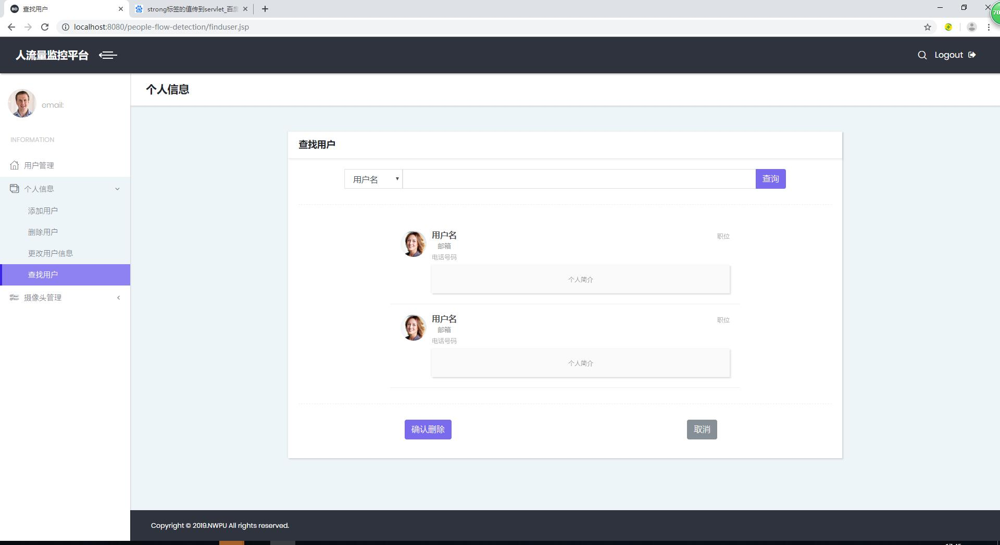 查找用户
strong标签的值传到servlet_百度
localhost:8080/people-flow-detection/finduser.jsp
70
人流量监控平台
Logout
email:
INFORMATION
用户管理
个人信息
添加用户
删除用户
更改用户信息
查找用户
摄像头管理
个人信息
查找用户
用户名
查询
用户名
职位
邮箱
电话号码
个人简介
用户名
职位
邮箱
电话号码
个人简介
确认删除
取消
Copyright © 2019.NWPU All rights reserved.